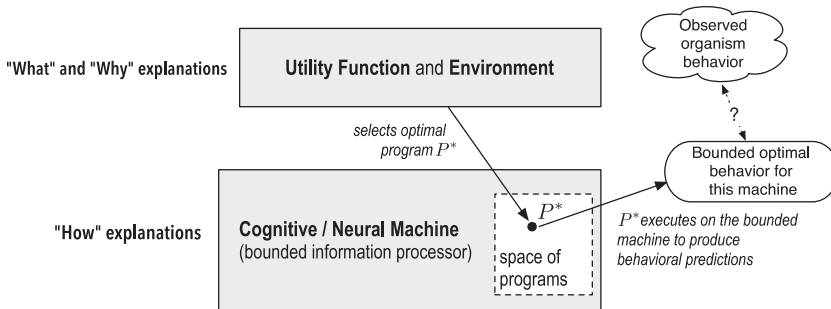 "What" and "Why" explanations
Utility Function and Environment
Observed
organism
behavior
?
selects optimal
program P*
Bounded optimal
behavior for
this machine
"How" explanations
Cognitive / Neural Machine
(bounded information processor)
P*
space of
programs
P* executes on the bounded
machine to produce
behavioral predictions